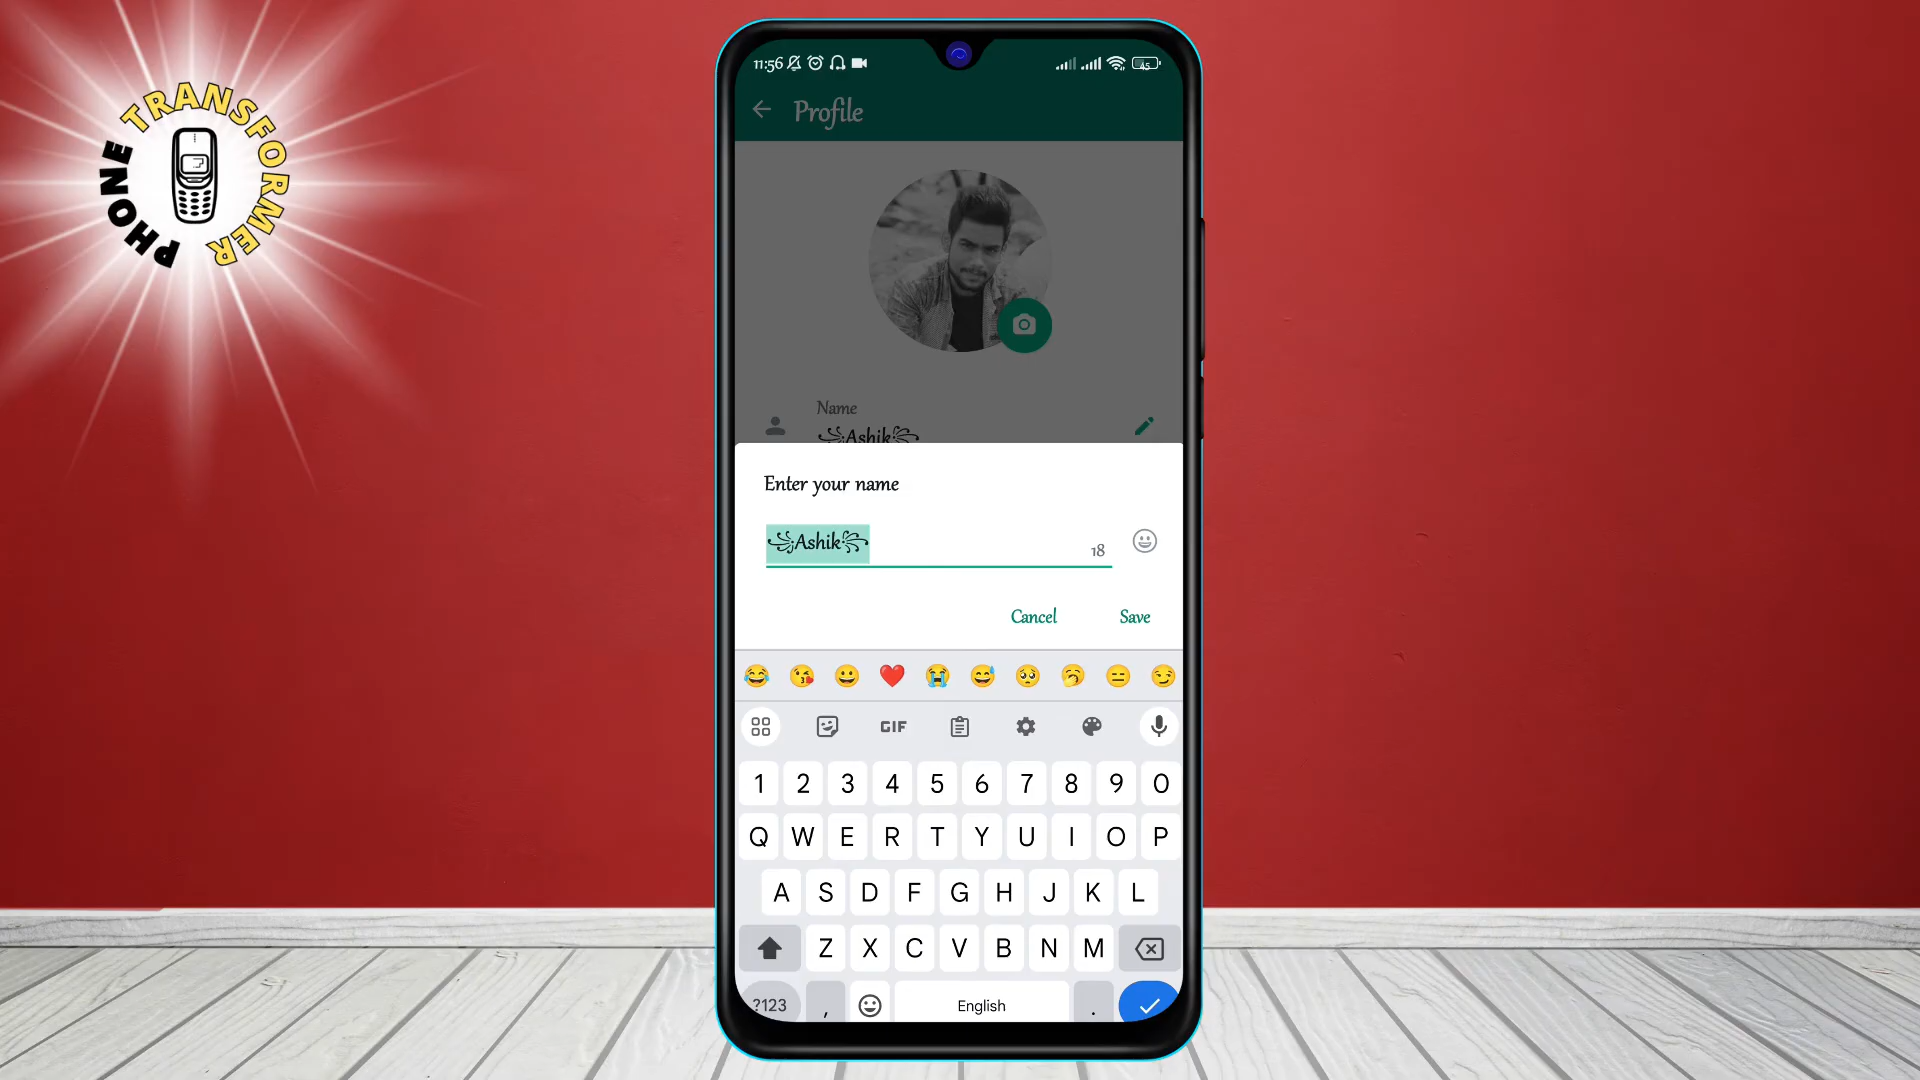 PHONE TRANSFORMER
11:56
45
Profile
Name
꧁Ashik꧂
Enter your name
꧁Ashik꧂
18
Cancel Save
GIF
1 2 3 4 5 6 7 8 9 0
Q W E R T Y U I O P
A S D F G H J K L
Z X C V B N M
?123 , English .